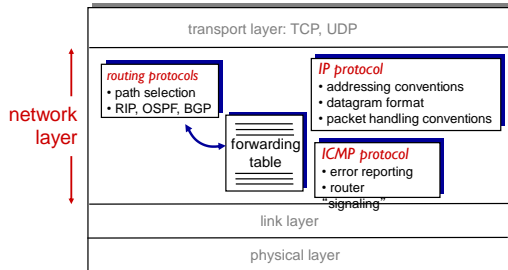 transport layer: TCP, UDP
network
layer
routing protocols
• path selection
• RIP, OSPF, BGP
forwarding
table
IP protocol
• addressing conventions
• datagram format
• packet handling conventions
ICMP protocol
• error reporting
• router
“signaling”
link layer
physical layer